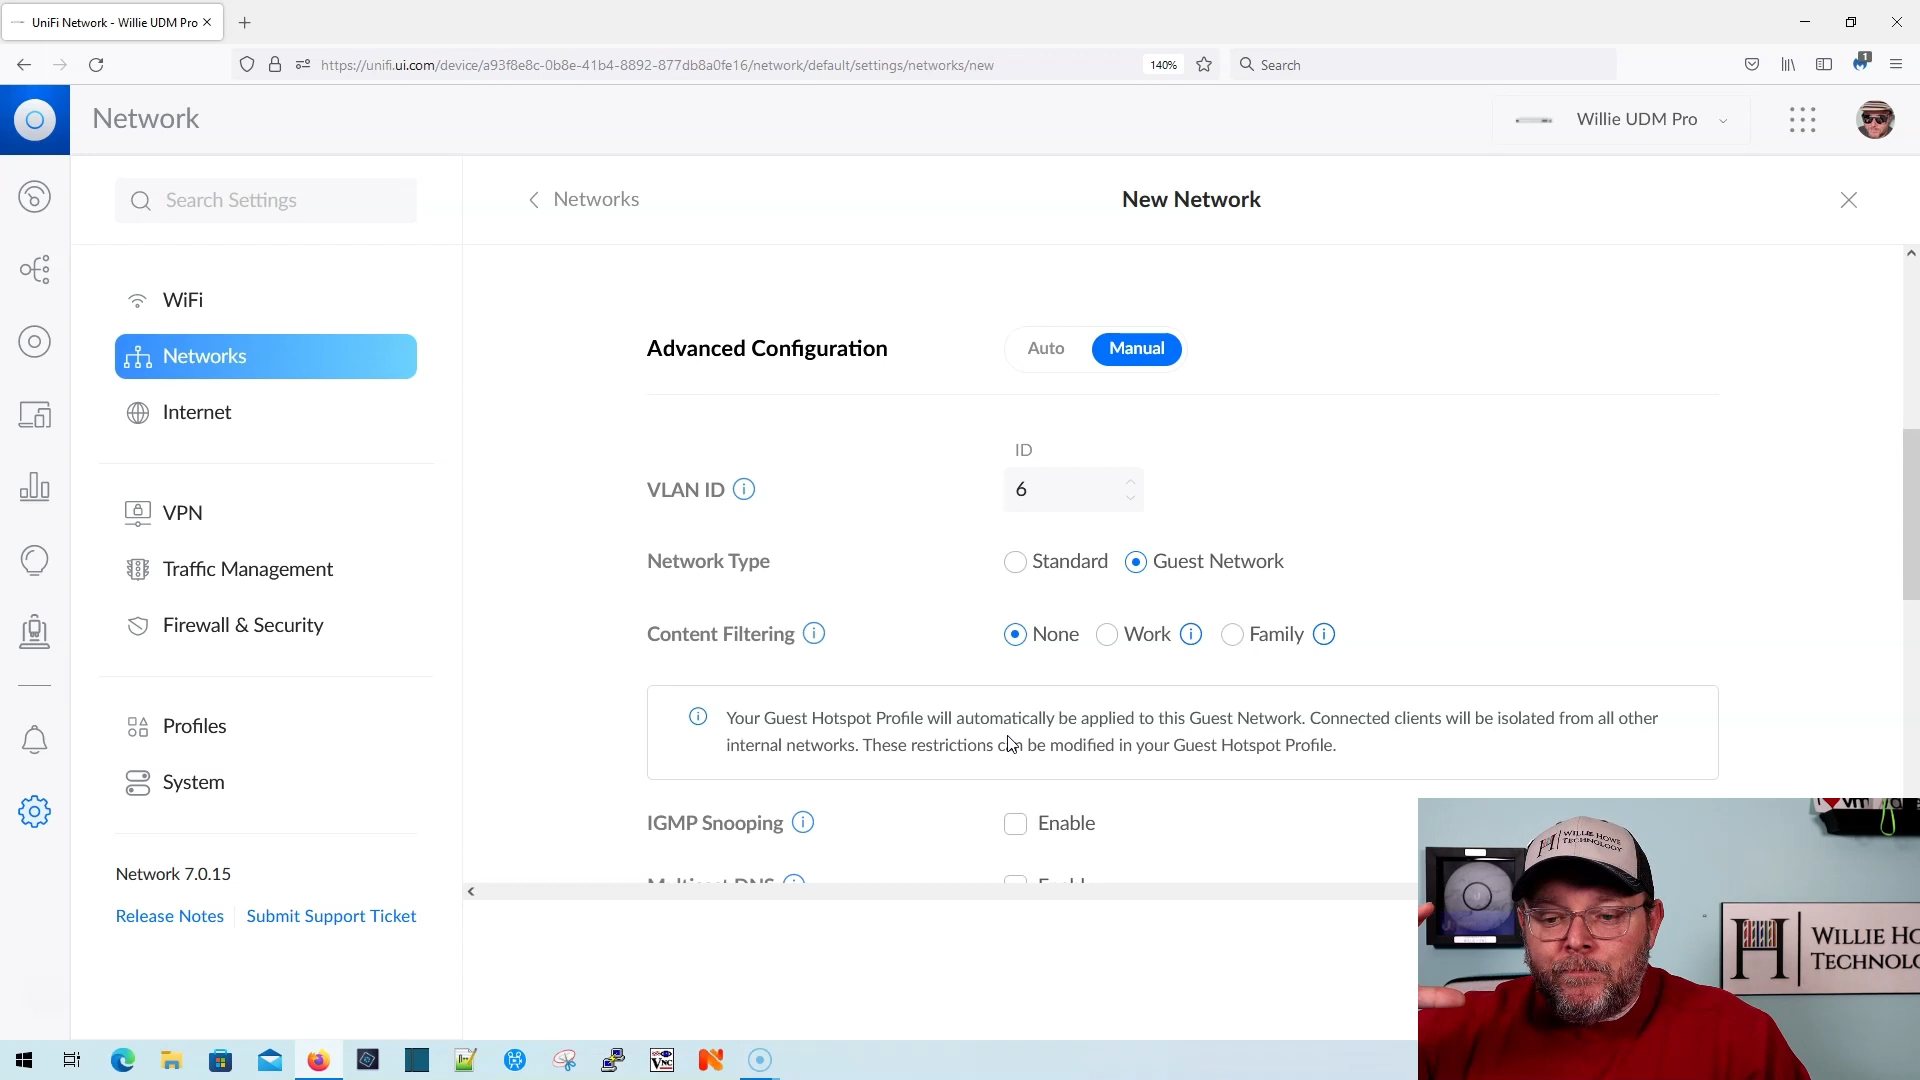 UniFi Network - Willie UDM Pro
https://unifi.ui.com/device/a93f8e8c-0b8e-41b4-8892-877db8a0fe16/network/default/settings/networks/new
140%
Search
1
Network
Willie UDM Pro
Search Settings
Networks
New Network
WiFi
Networks
Internet
VPN
Traffic Management
Firewall & Security
Profiles
System
Network 7.0.15
Release Notes
Submit Support Ticket
Advanced Configuration
Auto
Manual
ID
VLAN ID
6
Network Type
Standard
Guest Network
Content Filtering
None
Work
Family
Your Guest Hotspot Profile will automatically be applied to this Guest Network. Connected clients will be isolated from all other
internal networks. These restrictions can be modified in your Guest Hotspot Profile.
IGMP Snooping
Enable
WILLIE HOWE
TECHNOLOGY
H
WILLIE HO
TECHNOLO
VNC